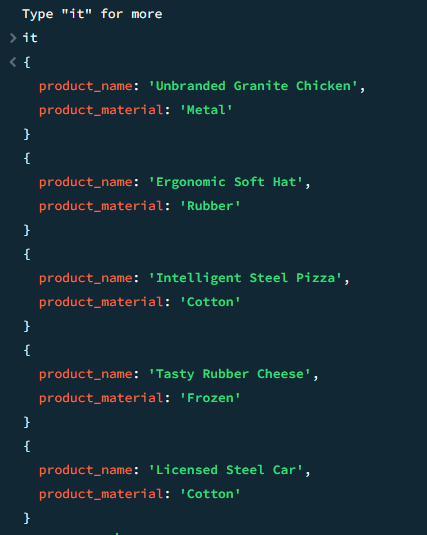 Type "it" for more
it
{
product_name: 'Unbranded Granite Chicken',
product_material: 'Metal'
}
{
product_name: 'Ergonomic Soft Hat',
product_material: 'Rubber'
}
{
product_name: 'Intelligent Steel Pizza',
product_material: 'Cotton'
}
{
product_name: 'Tasty Rubber Cheese',
product_material: 'Frozen'
}
{
product_name: 'Licensed Steel Car',
product_material: 'Cotton'
}